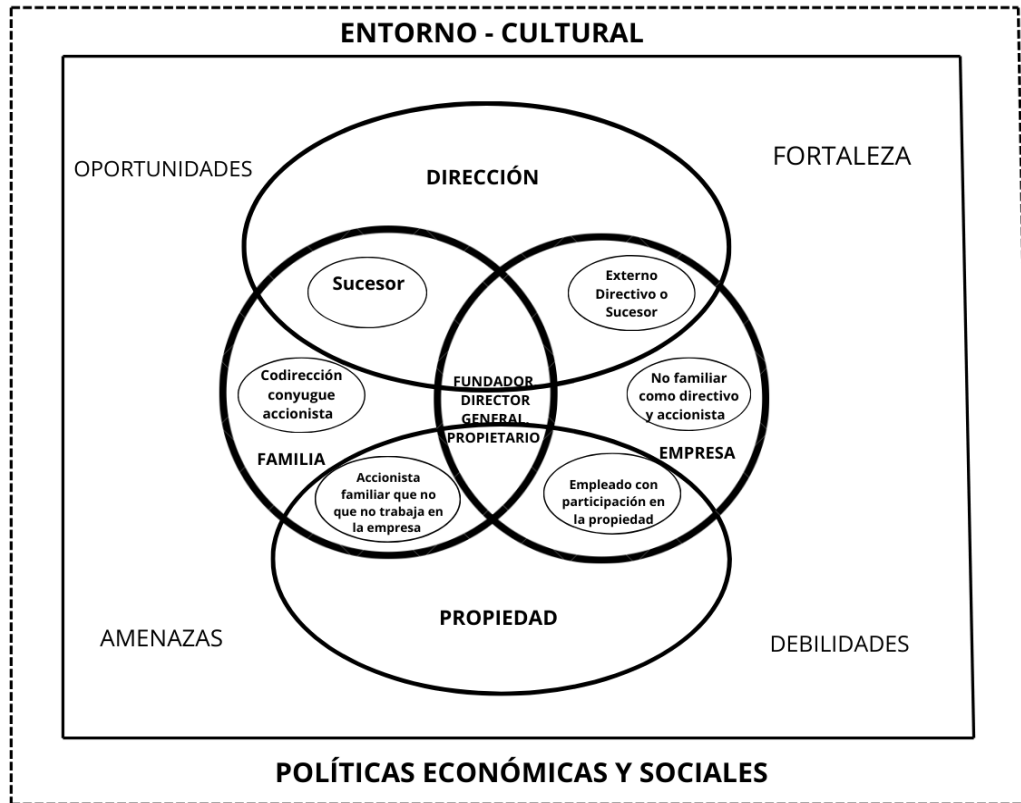 ENTORNO - CULTURAL
OPORTUNIDADES
FORTALEZA
DIRECCIÓN
Sucesor
Externo
Directivo o
Sucesor
Codirección
conyugue
accionista
FUNDADOR
DIRECTOR
GENERAL,
PROPIETARIO
No familiar
como directivo
y accionista
FAMILIA
EMPRESA
Accionista
familiar que no
que no trabaja en
la empresa
Empleado con
participación en
la propiedad
PROPIEDAD
AMENAZAS
DEBILIDADES
POLÍTICAS ECONÓMICAS Y SOCIALES